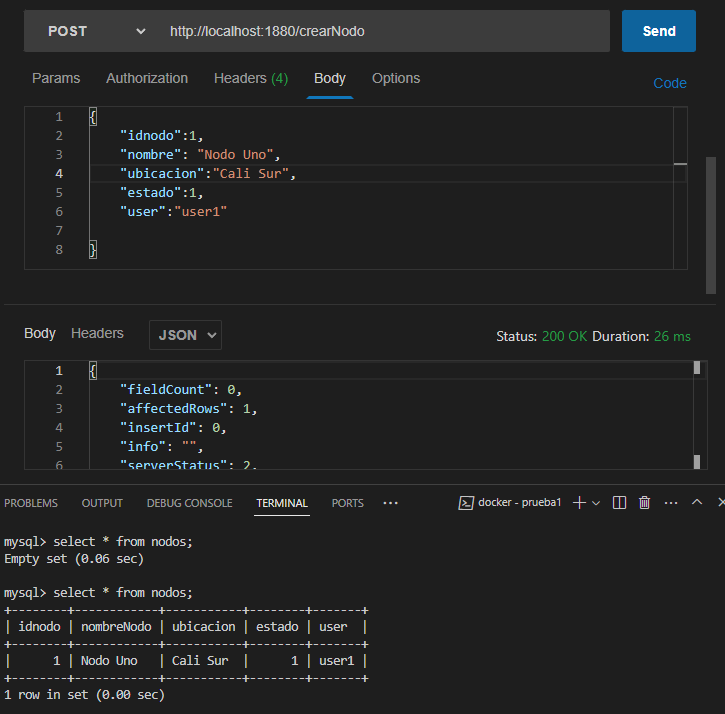 POST http://localhost:1880/crearNodo Send
Params Authorization Headers (4) Body Options Code
1 {
2 "idnodo":1,
3 "nombre": "Nodo Uno",
4 "ubicacion":"Cali Sur",
5 "estado":1,
6 "user":"user1"
7
8 }
Body Headers JSON Status: 200 OK Duration: 26 ms
1 {
2 "fieldCount": 0,
3 "affectedRows": 1,
4 "insertId": 0,
5 "info": "",
6 "serverStatus": 2,
PROBLEMS OUTPUT DEBUG CONSOLE TERMINAL PORTS ··· docker - prueba1 ···
mysql> select * from nodos;
Empty set (0.06 sec)
mysql> select * from nodos;
+--------+------------+-----------+--------+-------+
| idnodo | nombreNodo | ubicacion | estado | user  |
+--------+------------+-----------+--------+-------+
|      1 | Nodo Uno   | Cali Sur  |      1 | user1 |
+--------+------------+-----------+--------+-------+
1 row in set (0.00 sec)